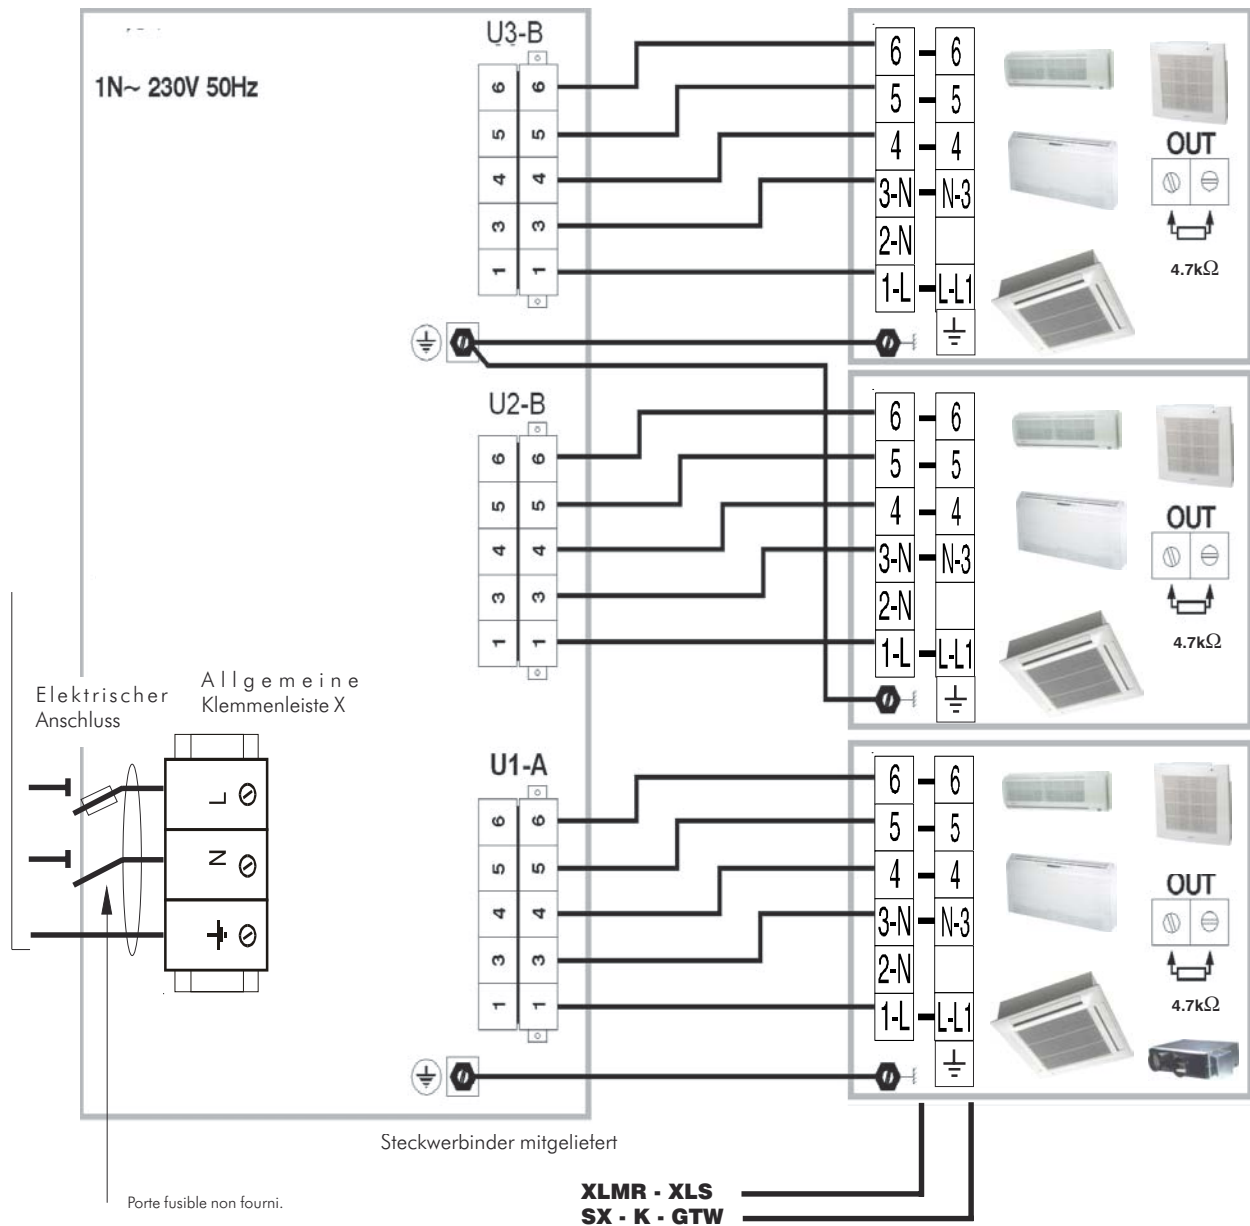 1N~ 230V 50Hz
U3-B
6 6
5 5
4 4
3 3
1 1
6 6
5 5
4 4
3-N N-3
2-N
1-L L-L1
OUT
4.7kΩ
U2-B
6 6
5 5
4 4
3 3
1 1
6 6
5 5
4 4
3-N N-3
2-N
1-L L-L1
OUT
4.7kΩ
Elektrischer
Anschluss
Allgemeine
Klemmenleiste X
L
N
U1-A
6 6
5 5
4 4
3 3
1 1
6 6
5 5
4 4
3-N N-3
2-N
1-L L-L1
OUT
4.7kΩ
Steckwerbinder mitgeliefert
Porte fusible non fourni.
XLMR - XLS
SX - K - GTW